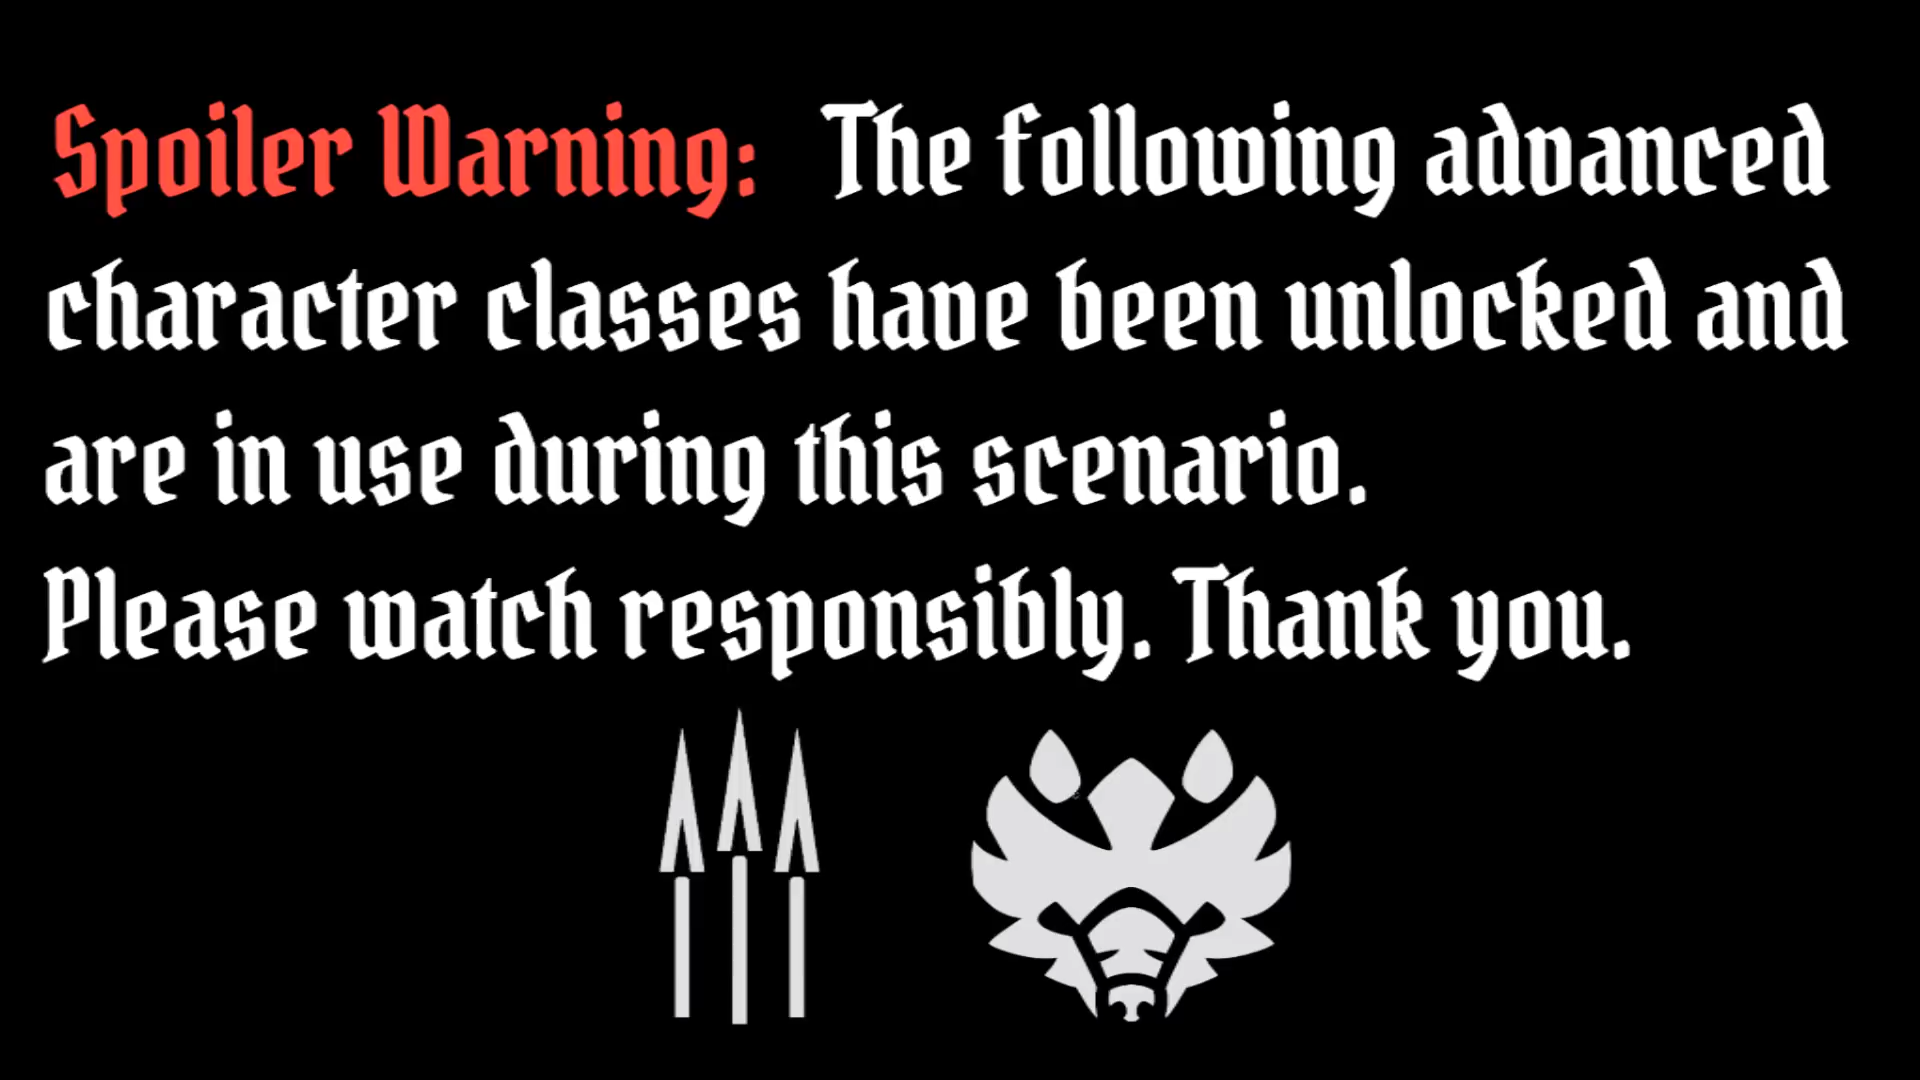 Spoiler Warning: The following advanced
character classes have been unlocked and
are in use during this scenario.
Please watch responsibly. Thank you.